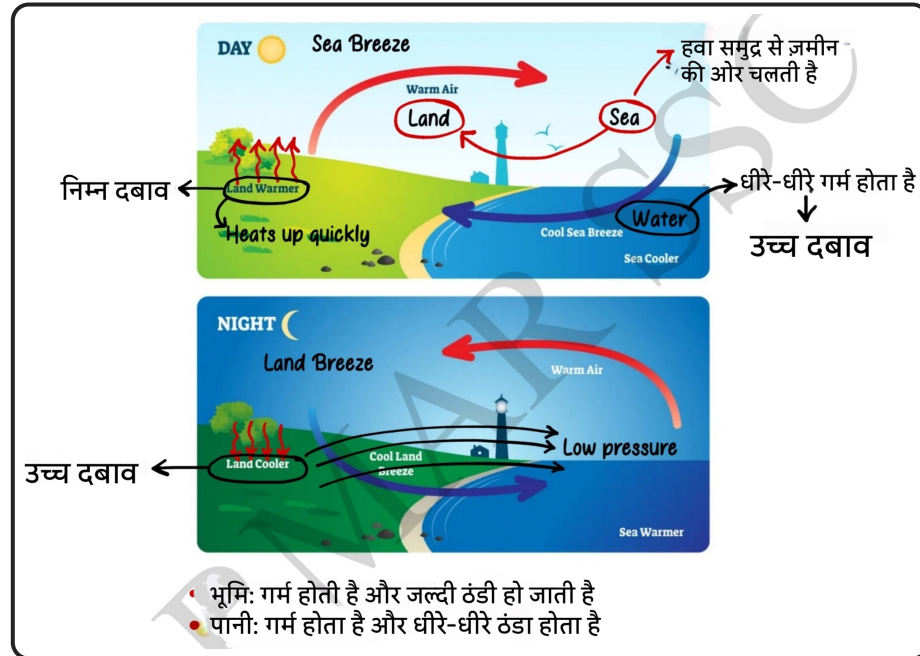 DAY
Sea Breeze
हवा समुद्र से ज़मीन
की ओर चलती है
Warm Air
Land
Sea
निम्न दबाव
Land Warmer
Heats up quickly
Water
धीरे-धीरे गर्म होता है
उच्च दबाव
Cool Sea Breeze
Sea Cooler
NIGHT
Land Breeze
Warm Air
Low pressure
उच्च दबाव
Land Cooler
Cool Land
Breeze
Sea Warmer
भूमि: गर्म होती है और जल्दी ठंडी हो जाती है
पानी: गर्म होता है और धीरे-धीरे ठंडा होता है
PMAR SSC